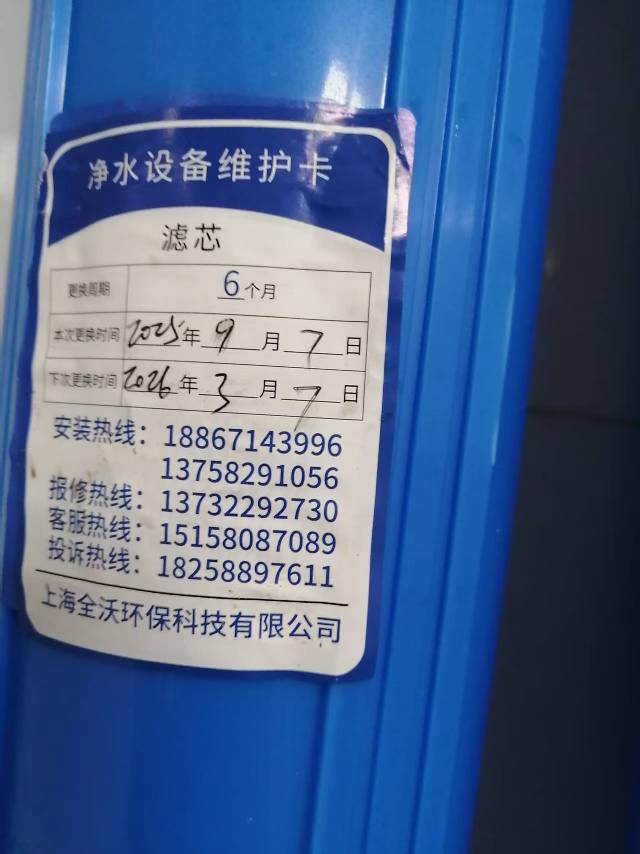 净水设备维护卡
滤芯
更换周期 6个月
本次更换时间 2025年9月7日
下次更换时间 2026年3月7日
安装热线：18867143996
13758291056
报修热线：13732292730
客服热线：15158087089
投诉热线：18258897611
上海全沃环保科技有限公司